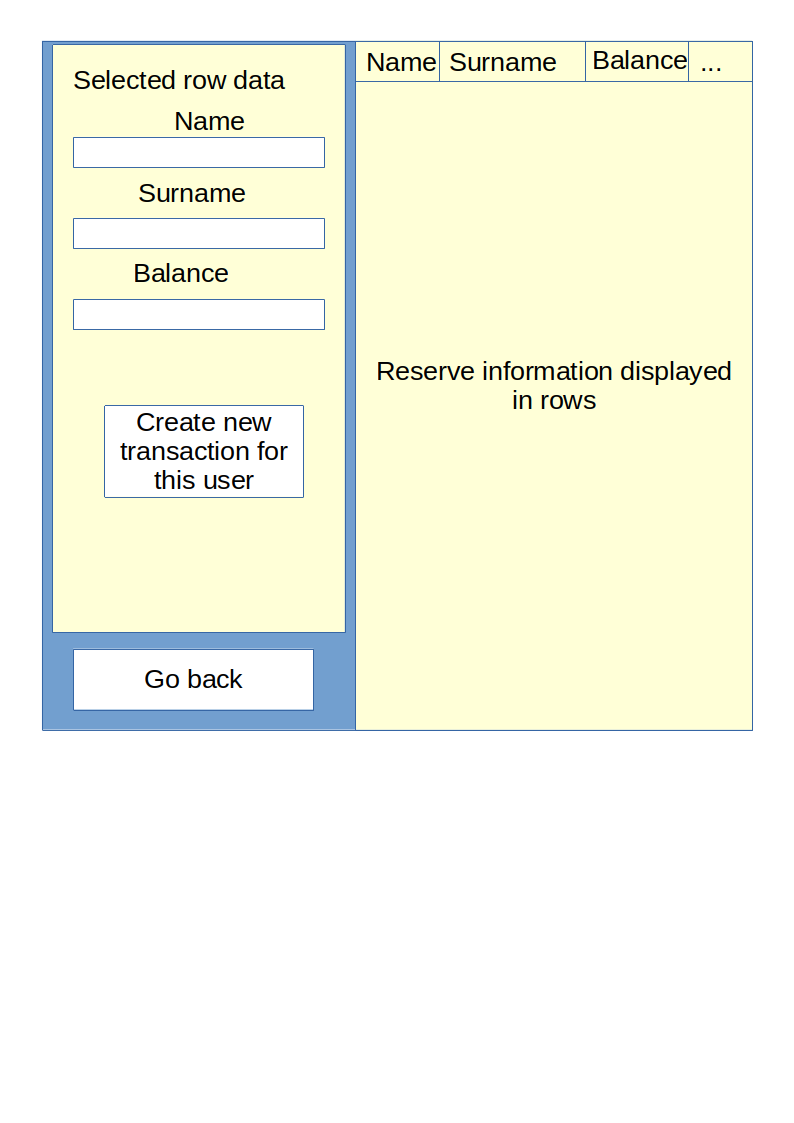 Selected row data
Name
Surname
Balance
Create new
transaction for
this user
Go back
Name Surname Balance ...
Reserve information displayed
in rows